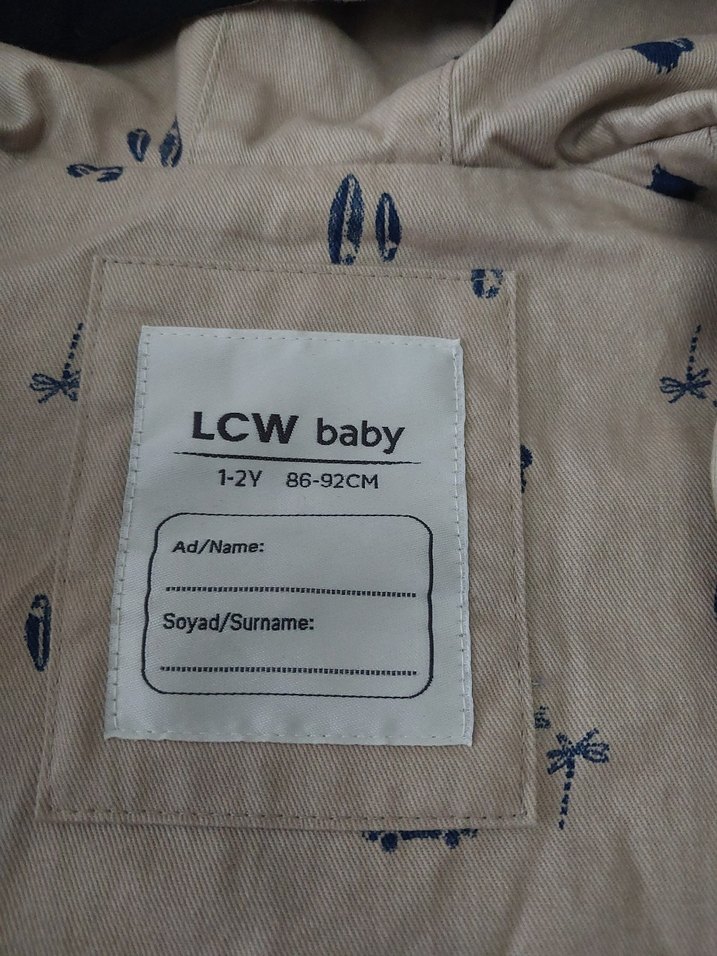 LCW baby
1-2Y 86-92CM
Ad/Name:
Soyad/Surname: